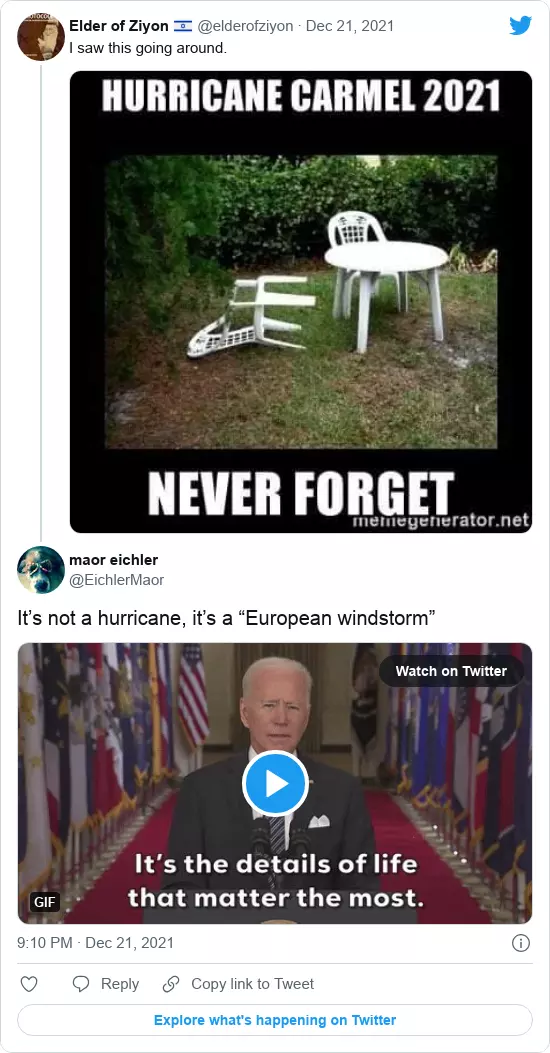 Elder of Ziyon 🇮🇱 @elderofziyon · Dec 21, 2021
I saw this going around.
HURRICANE CARMEL 2021
NEVER FORGET
memegenerator.net
maor eichler
@EichlerMaor
It’s not a hurricane, it’s a “European windstorm”
Watch on Twitter
It’s the details of life
that matter the most.
GIF
9:10 PM · Dec 21, 2021
Reply
Copy link to Tweet
Explore what's happening on Twitter